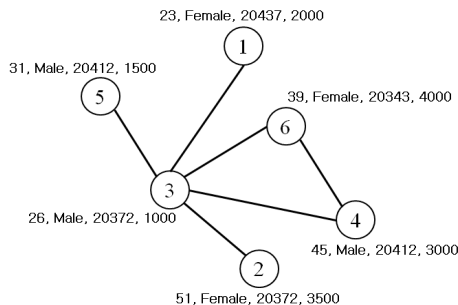 23, Female, 20437, 2000
1
31, Male, 20412, 1500
5
39, Female, 20343, 4000
6
3
26, Male, 20372, 1000
4
45, Male, 20412, 3000
2
51, Female, 20372, 3500